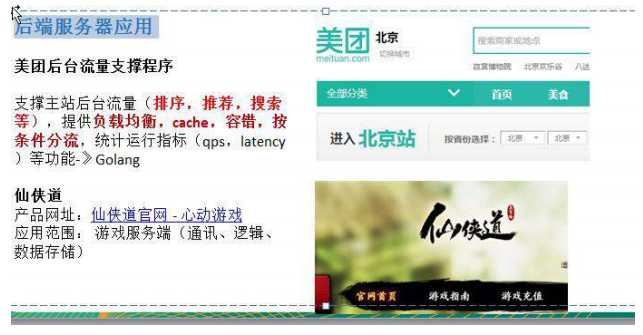 后端服务器应用
美团后台流量支撑程序
支撑主站后台流量（排序，推荐，搜索
等），提供负载均衡，cache，容错，按
条件分流，统计运行指标（qps，latency
）等功能-》Golang
仙侠道
产品网址：仙侠道官网 - 心动游戏
应用范围： 游戏服务端（通讯、逻辑、
数据存储）
美团 北京
meituan.com 切换城市
搜索商家或地点
故宫博物院 北京欢乐谷 八达
全部分类 首页 美食
进入北京站 按省份选择： 北京 北京
仙侠道
官网首页 游戏指南 游戏充值